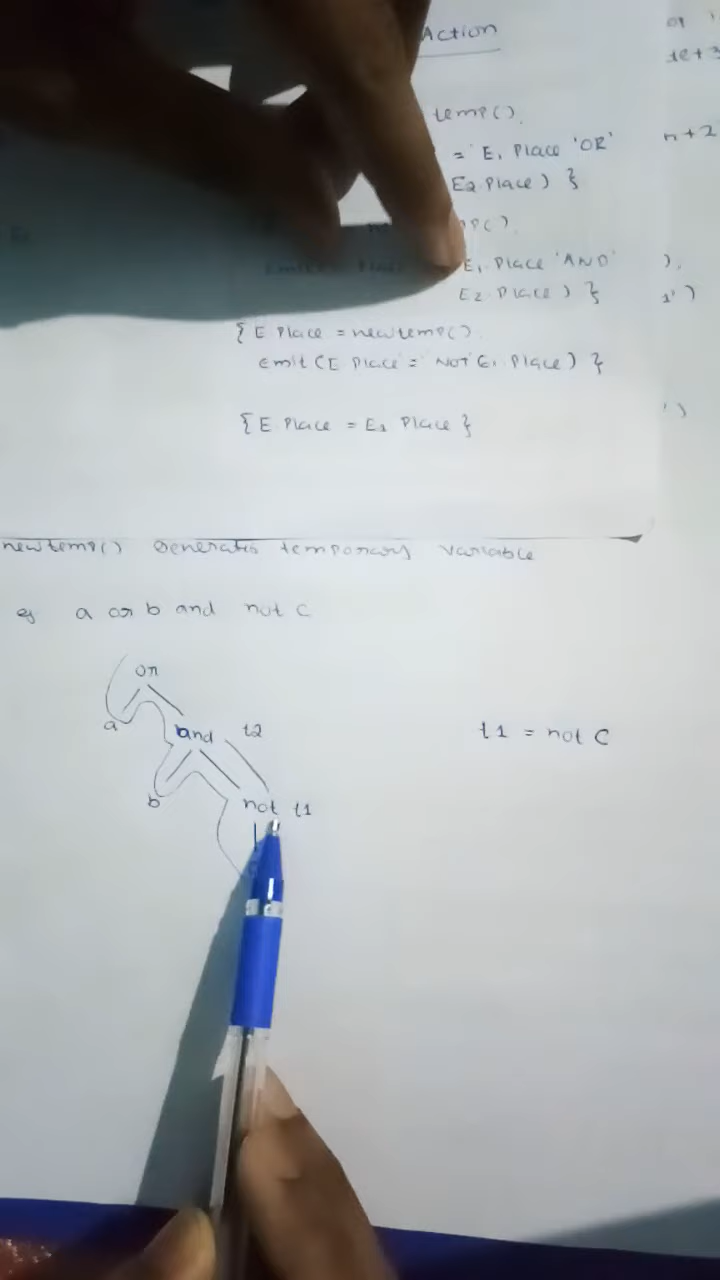 Action
temp().
= E1 Place 'OR'
E2.Place) }
E1.Place 'AND'
E2.Place) }
{E Place = newtemp().
emit(E Place = 'NOT' E1 Place) }
{E Place = E1 Place }
n+2
newtemp() Generates temporary variable
eg a or b and not c
or
a
and t2
t1 = not c
b
not t1